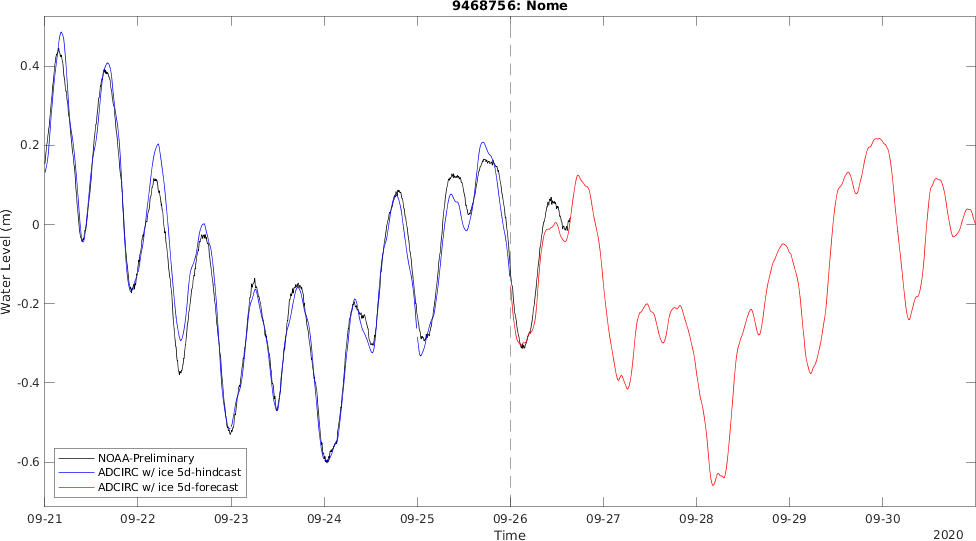 9468756: Nome
Water Level (m)
0.4
0.2
0
-0.2
-0.4
-0.6
NOAA-Preliminary
ADCIRC w/ ice 5d-hindcast
ADCIRC w/ ice 5d-forecast
09-21 09-22 09-23 09-24 09-25 09-26 09-27 09-28 09-29 09-30
Time
2020